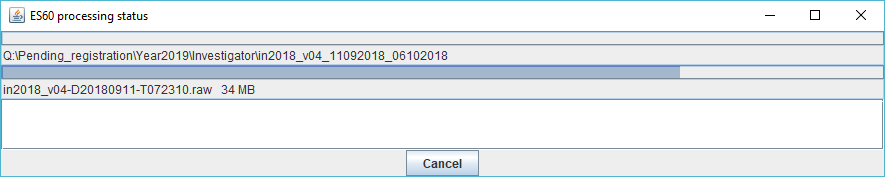 ES60 processing status
Q:\Pending_registration\Year2019\Investigator\in2018_v04_11092018_06102018
in2018_v04-D20180911-T072310.raw   34 MB
Cancel